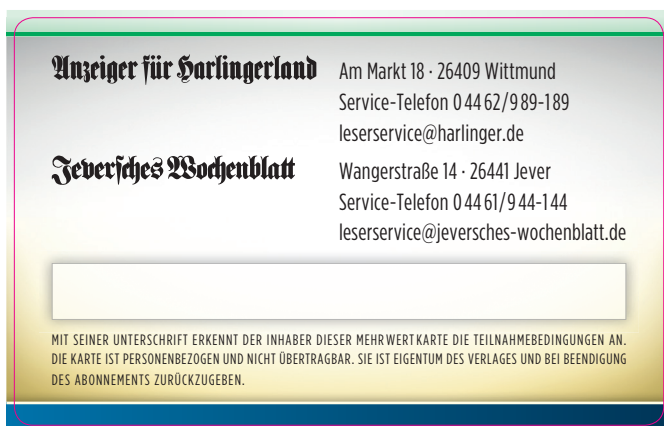 Anzeiger für Harlingerland
Am Markt 18 · 26409 Wittmund
Service-Telefon 0 44 62/9 89-189
leserservice@harlinger.de
Jeversches Wochenblatt
Wangerstraße 14 · 26441 Jever
Service-Telefon 0 44 61/9 44-144
leserservice@jeversches-wochenblatt.de
MIT SEINER UNTERSCHRIFT ERKENNT DER INHABER DIESER MEHRWERTKARTE DIE TEILNAHMEBEDINGUNGEN AN.
DIE KARTE IST PERSONENBEZOGEN UND NICHT ÜBERTRAGBAR. SIE IST EIGENTUM DES VERLAGES UND BEI BEENDIGUNG
DES ABONNEMENTS ZURÜCKZUGEBEN.